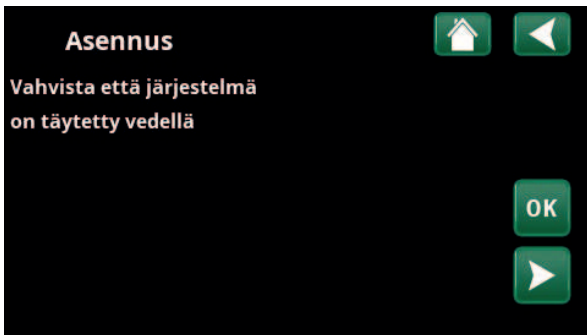 Asennus
Vahvista että järjestelmä
on täytetty vedellä
OK